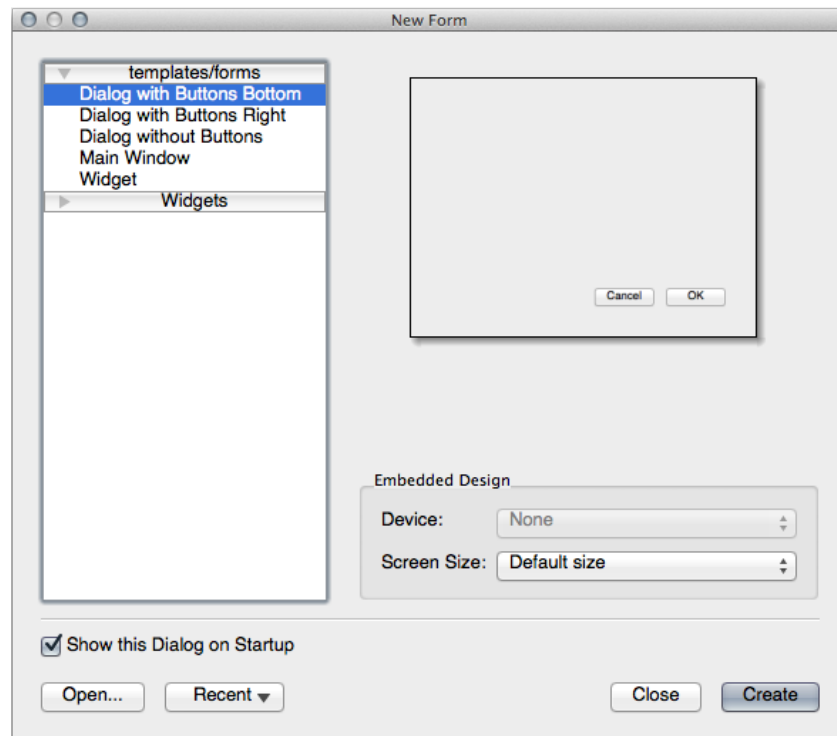 New Form
templates/forms
Dialog with Buttons Bottom
Dialog with Buttons Right
Dialog without Buttons
Main Window
Widget
Widgets
Cancel OK
Embedded Design
Device: None
Screen Size: Default size
Show this Dialog on Startup
Open... Recent Close Create